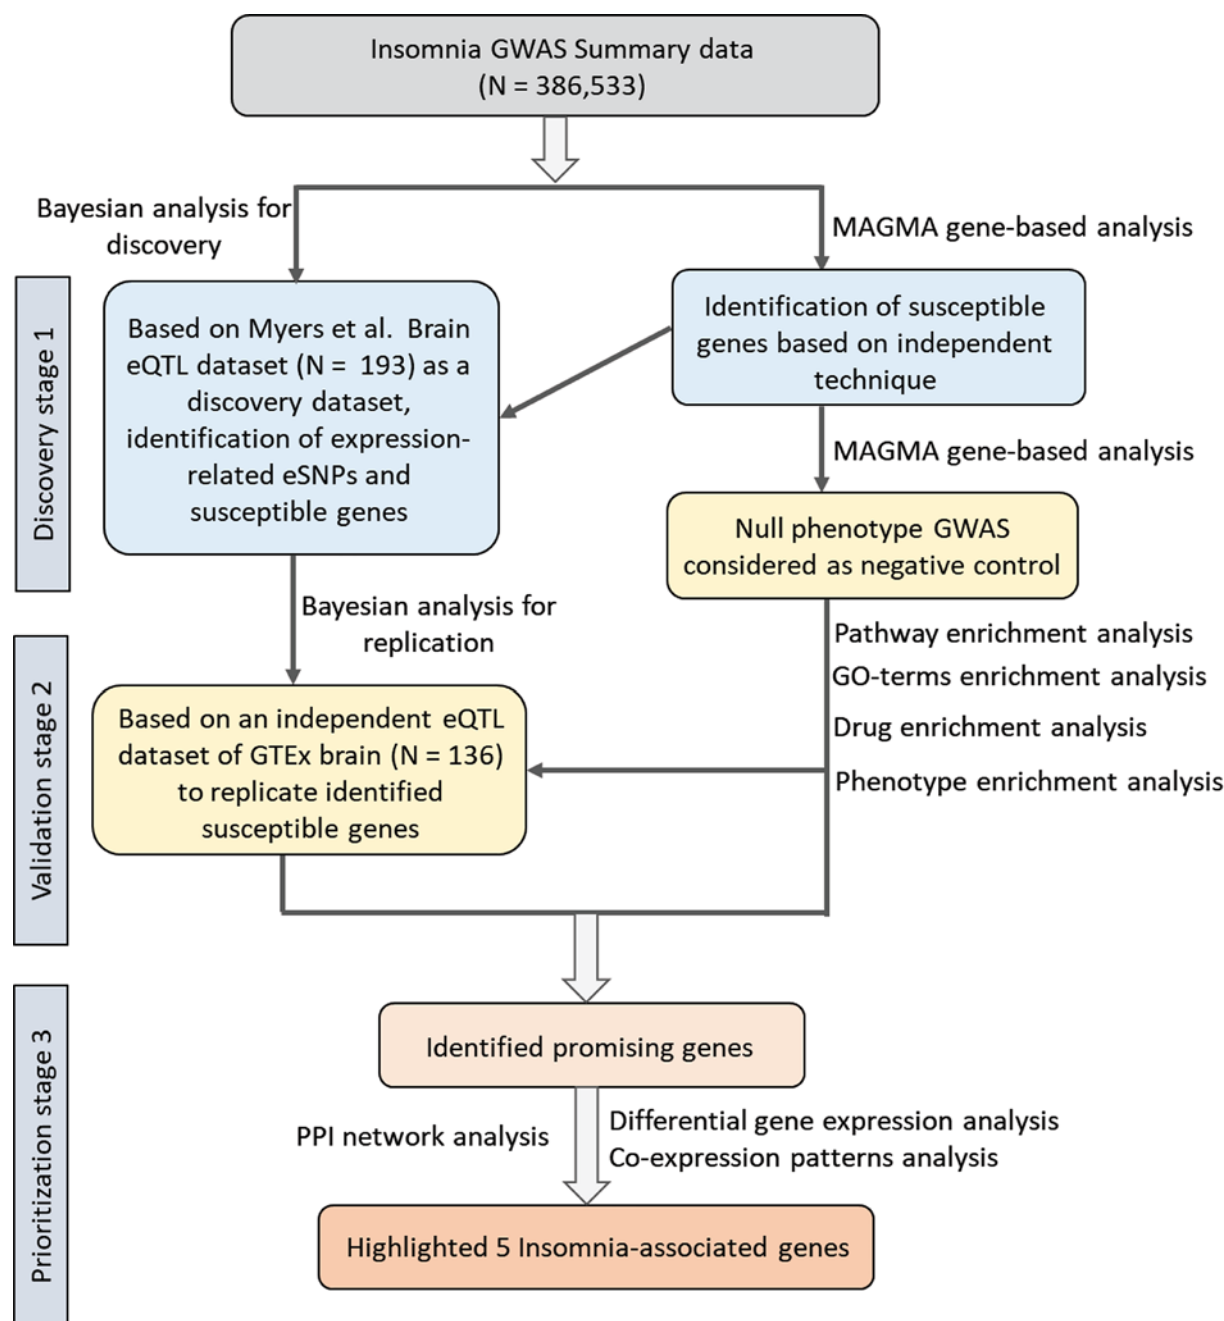 Insomnia GWAS Summary data
(N = 386,533)
Bayesian analysis for
discovery
MAGMA gene-based analysis
Discovery stage 1
Based on Myers et al. Brain
eQTL dataset (N = 193) as a
discovery dataset,
identification of expression-
related eSNPs and
susceptible genes
Identification of susceptible
genes based on independent
technique
MAGMA gene-based analysis
Null phenotype GWAS
considered as negative control
Bayesian analysis for
replication
Pathway enrichment analysis
GO-terms enrichment analysis
Drug enrichment analysis
Phenotype enrichment analysis
Validation stage 2
Based on an independent eQTL
dataset of GTEx brain (N = 136)
to replicate identified
susceptible genes
Prioritization stage 3
Identified promising genes
PPI network analysis
Differential gene expression analysis
Co-expression patterns analysis
Highlighted 5 Insomnia-associated genes